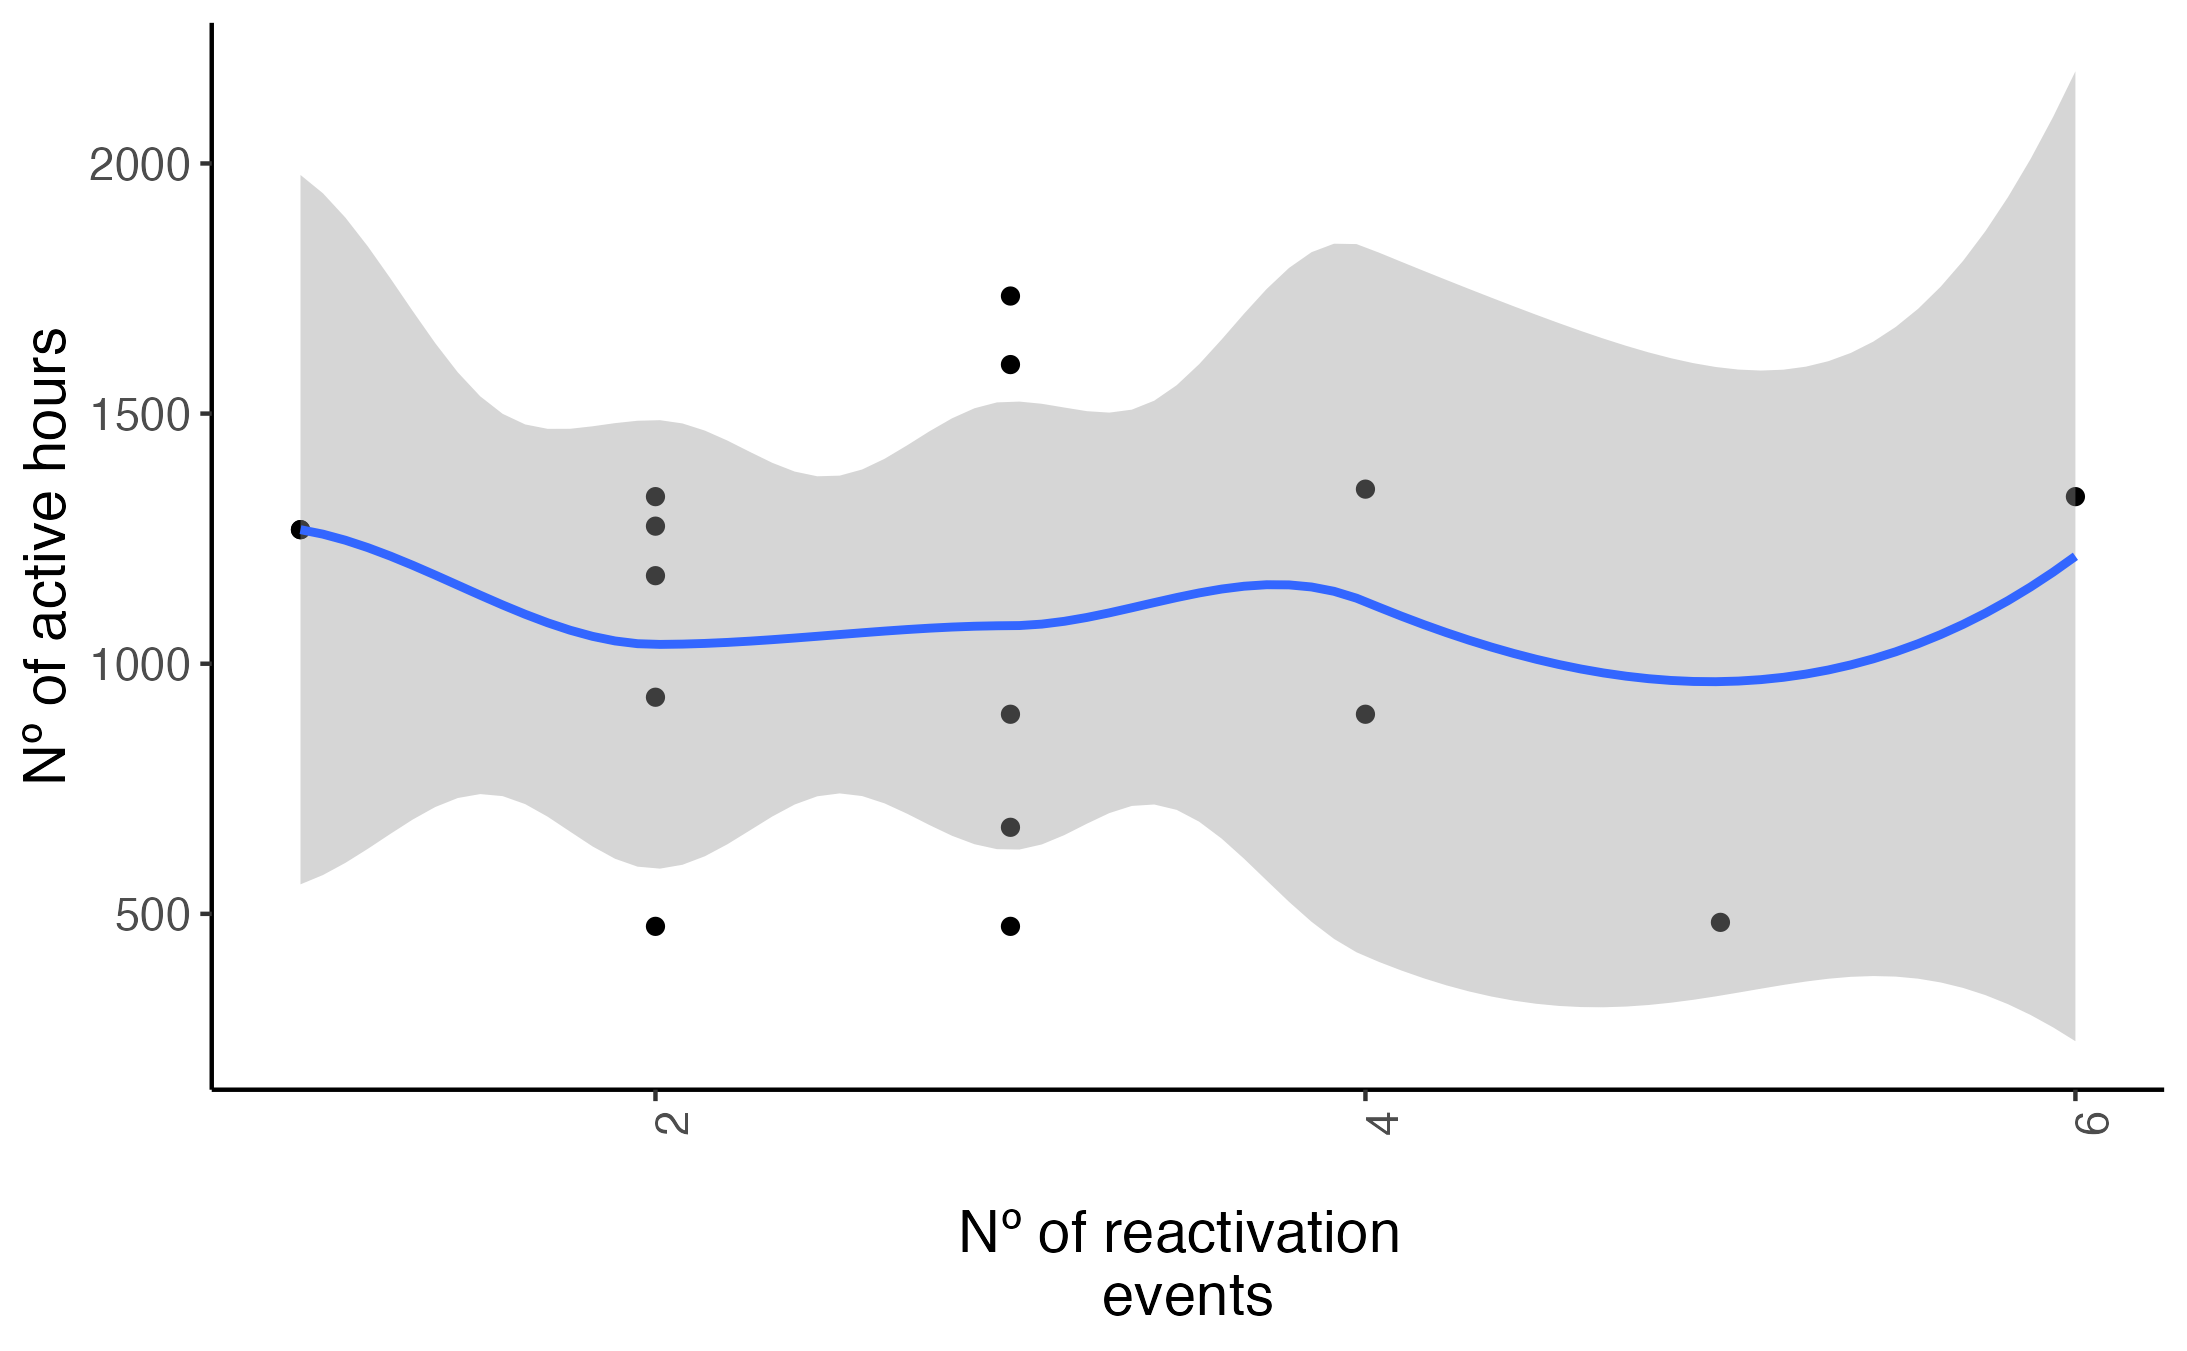 Nº of active hours
2000
1500
1000
500
2
4
6
Nº of reactivation
events